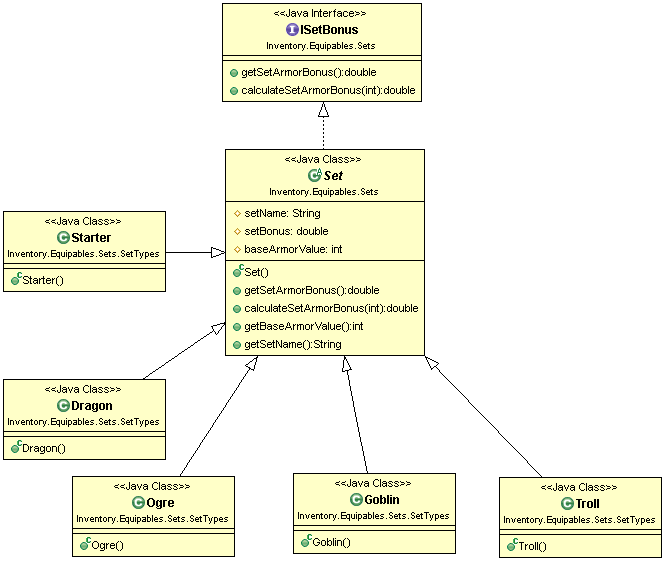 <<Java Interface>>
ISetBonus
Inventory.Equipables.Sets
getSetArmorBonus():double
calculateSetArmorBonus(int):double
<<Java Class>>
Set
Inventory.Equipables.Sets
setName: String
setBonus: double
baseArmorValue: int
Set()
getSetArmorBonus():double
calculateSetArmorBonus(int):double
getBaseArmorValue():int
getSetName():String
<<Java Class>>
Starter
Inventory.Equipables.Sets.SetTypes
Starter()
<<Java Class>>
Dragon
Inventory.Equipables.Sets.SetTypes
Dragon()
<<Java Class>>
Ogre
Inventory.Equipables.Sets.SetTypes
Ogre()
<<Java Class>>
Goblin
Inventory.Equipables.Sets.SetTypes
Goblin()
<<Java Class>>
Troll
Inventory.Equipables.Sets.SetTypes
Troll()